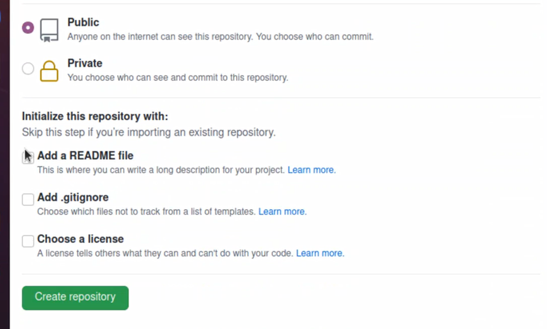 Public
Anyone on the internet can see this repository. You choose who can commit.
Private
You choose who can see and commit to this repository.
Initialize this repository with:
Skip this step if you're importing an existing repository.
Add a README file
This is where you can write a long description for your project. Learn more.
Add .gitignore
Choose which files not to track from a list of templates. Learn more.
Choose a license
A license tells others what they can and can't do with your code. Learn more.
Create repository